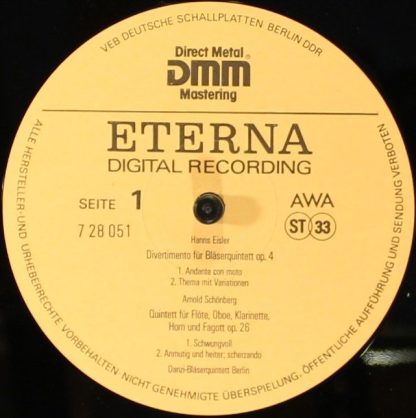 VEB DEUTSCHE SCHALLPLATTEN BERLIN DDR
Direct Metal
DMM
Mastering
ETERNA
DIGITAL RECORDING
SEITE 1
AWA
7 28 051
ST 33
Hanns Eisler
Divertimento für Bläserquintett op. 4
1. Andante con moto
2. Thema mit Variationen
Arnold Schönberg
Quintett für Flöte, Oboe, Klarinette,
Horn und Fagott op. 26
1. Schwungvoll
2. Anmutig und heiter; scherzando
Danzi-Bläserquintett Berlin
ALLE HERSTELLER-UND URHEBERRECHTE VORBEHALTEN NICHT GENEHMIGTE ÜBERSPIELUNG, ÖFFENTLICHE AUFFÜHRUNG UND SENDUNG VERBOTEN